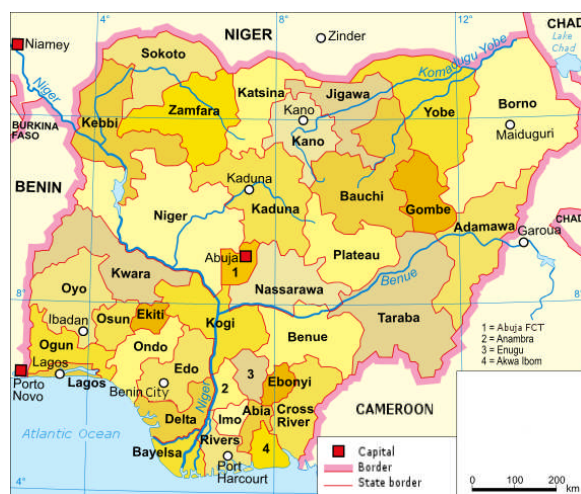 4°
8°
12°
NIGER
CHAD
Niamey
Zinder
Lake
Chad
Sokoto
Komadugu Yobe
Niger
Katsina
Jigawa
Borno
Kebbi
Zamfara
Kano
Yobe
BURKINA
FASO
Kano
Maiduguri
BENIN
Kaduna
Bauchi
Gombe
Niger
Kaduna
Adamawa
CHAD
Plateau
Garoua
Abuja
1
Kwara
Nassarawa
Benue
Oyo
Taraba
8°
8°
Ibadan
Osun
Ekiti
Kogi
Benue
Ogun
Ondo
Lagos
Lagos
Edo
2
3
Ebonyi
Porto
Novo
Benin City
Niger
Imo
Abia
Cross
River
CAMEROON
Delta
Atlantic Ocean
Bayelsa
Rivers
4
Port
Harcourt
4°
1 = Abuja FCT
2 = Anambra
3 = Enugu
4 = Akwa Ibom
Capital
Border
State border
0 100 200
km